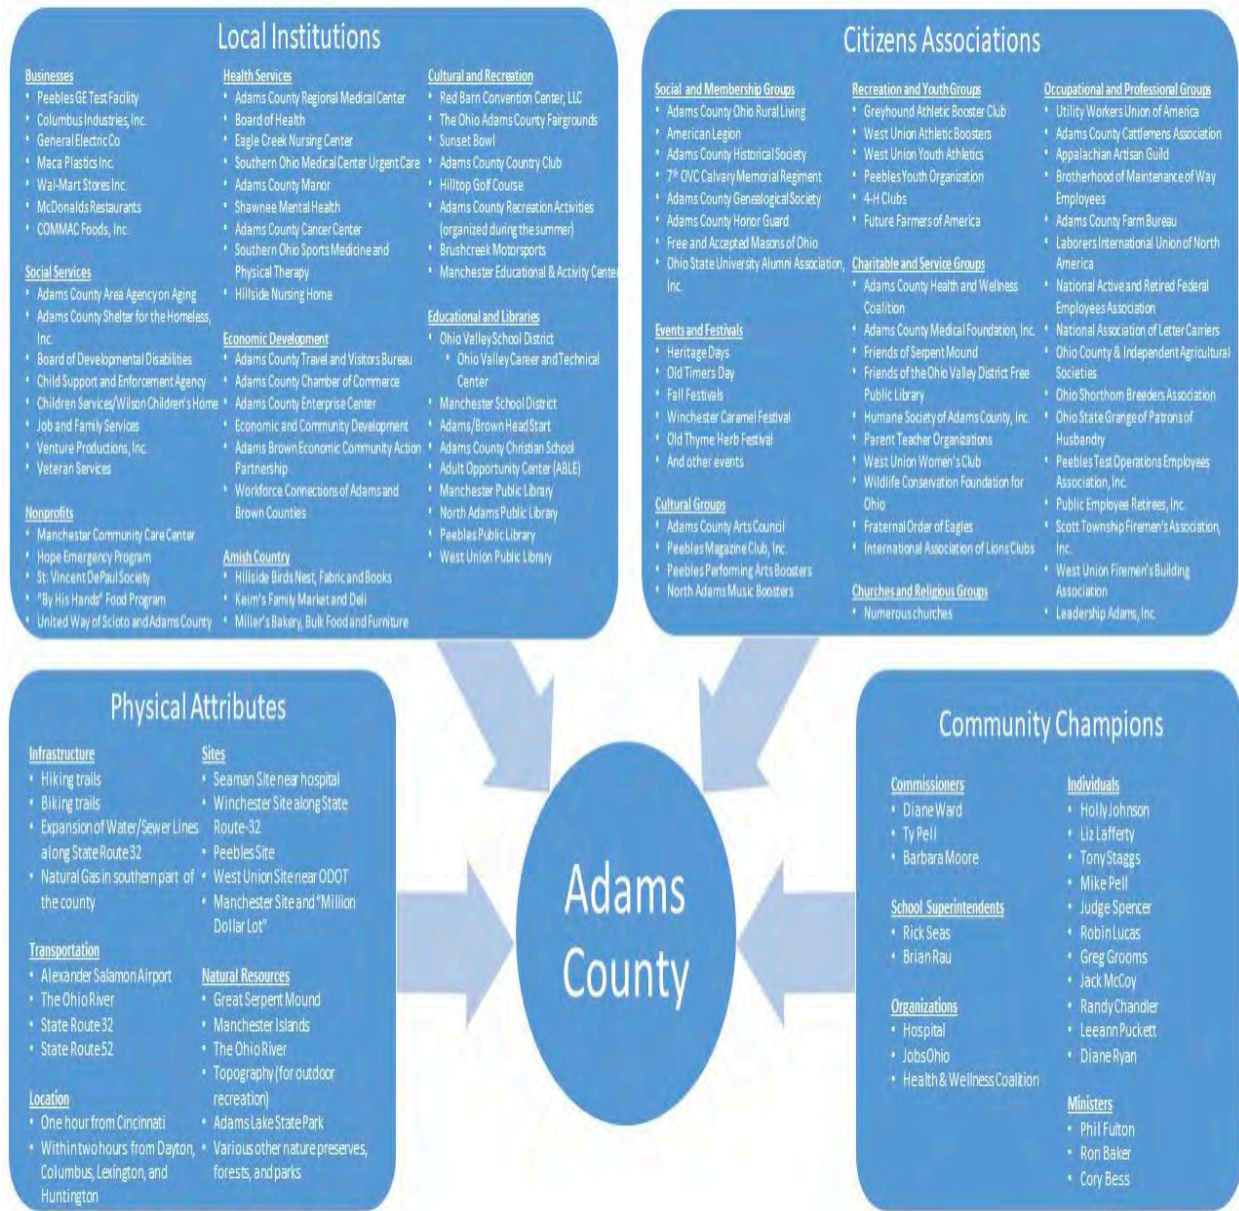 Local Institutions
Businesses
• Peebles GE Test Facility
• Columbus Industries, Inc.
• General Electric Co
• Maca Plastics Inc.
• Wal-Mart Stores Inc.
• McDonalds Restaurants
• COMMAC Foods, Inc.
Social Services
• Adams County Area Agency on Aging
• Adams County Shelter for the Homeless,
Inc.
• Board of Developmental Disabilities
• Child Support and Enforcement Agency
• Children Services/Wilson Children's Home
• Job and Family Services
• Venture Productions, Inc.
• Veteran Services
Nonprofits
• Manchester Community Care Center
• Hope Emergency Program
• St. Vincent DePaul Society
• "By His Hands" Food Program
• United Way of Scioto and Adams County
Health Services
• Adams County Regional Medical Center
• Board of Health
• Eagle Creek Nursing Center
• Southern Ohio Medical Center Urgent Care
• Adams County Manor
• Shawnee Mental Health
• Adams County Cancer Center
• Southern Ohio Sports Medicine and
Physical Therapy
• Hillside Nursing Home
Economic Development
• Adams County Travel and Visitors Bureau
• Adams County Chamber of Commerce
• Adams County Enterprise Center
• Economic and Community Development
• Adams Brown Economic Community Action
Partnership
• Workforce Connections of Adams and
Brown Counties
Amish Country
• Hillside Birds Nest, Fabric and Books
• Keim's Family Market and Deli
• Miller's Bakery, Bulk Food and Furniture
Cultural and Recreation
• Red Barn Convention Center, LLC
• The Ohio Adams County Fairgrounds
• Sunset Bowl
• Adams County Country Club
• Hilltop Golf Course
• Adams County Recreation Activities
(organized during the summer)
• Brushcreek Motorsports
• Manchester Educational & Activity Center
Educational and Libraries
• Ohio Valley School District
• Ohio Valley Career and Technical
Center
• Manchester School District
• Adams/Brown Head Start
• Adams County Christian School
• Adult Opportunity Center (ABLE)
• Manchester Public Library
• North Adams Public Library
• Peebles Public Library
• West Union Public Library
Citizens Associations
Social and Membership Groups
• Adams County Ohio Rural Living
• American Legion
• Adams County Historical Society
• 7th OVC Calvary Memorial Regiment
• Adams County Genealogical Society
• Adams County Honor Guard
• Free and Accepted Masons of Ohio
• Ohio State University Alumni Association,
Inc.
Events and Festivals
• Heritage Days
• Old Timers Day
• Fall Festivals
• Winchester Caramel Festival
• Old Thyme Herb Festival
• And other events
Cultural Groups
• Adams County Arts Council
• Peebles Magazine Club, Inc.
• Peebles Performing Arts Boosters
• North Adams Music Boosters
Recreation and Youth Groups
• Greyhound Athletic Booster Club
• West Union Athletic Boosters
• West Union Youth Athletics
• Peebles Youth Organization
• 4-H Clubs
• Future Farmers of America
Charitable and Service Groups
• Adams County Health and Wellness
Coalition
• Adams County Medical Foundation, Inc.
• Friends of Serpent Mound
• Friends of the Ohio Valley District Free
Public Library
• Humane Society of Adams County, Inc.
• Parent Teacher Organizations
• West Union Women's Club
• Wildlife Conservation Foundation for
Ohio
• Fraternal Order of Eagles
• International Association of Lions Clubs
Churches and Religious Groups
• Numerous churches
Occupational and Professional Groups
• Utility Workers Union of America
• Adams County Cattlemens Association
• Appalachian Artisan Guild
• Brotherhood of Maintenance of Way
Employees
• Adams County Farm Bureau
• Laborers International Union of North
America
• National Active and Retired Federal
Employees Association
• National Association of Letter Carriers
• Ohio County & Independent Agricultural
Societies
• Ohio Shorthorn Breeders Association
• Ohio State Grange of Patrons of
Husbandry
• Peebles Test Operations Employees
Association, Inc.
• Public Employee Retirees, Inc.
• Scott Township Firemen's Association,
Inc.
• West Union Firemen's Building
Association
• Leadership Adams, Inc.
Physical Attributes
Infrastructure
• Hiking trails
• Biking trails
• Expansion of Water/Sewer Lines
along State Route 32
• Natural Gas in southern part of
the county
Transportation
• Alexander Salamon Airport
• The Ohio River
• State Route 32
• State Route 52
Location
• One hour from Cincinnati
• Within two hours from Dayton,
Columbus, Lexington, and
Huntington
Sites
• Seaman Site near hospital
• Winchester Site along State
Route-32
• Peebles Site
• West Union Site near ODOT
• Manchester Site and "Million
Dollar Lot"
Natural Resources
• Great Serpent Mound
• Manchester Islands
• The Ohio River
• Topography (for outdoor
recreation)
• Adams Lake State Park
• Various other nature preserves,
forests, and parks
Adams
County
Community Champions
Commissioners
• Diane Ward
• Ty Pell
• Barbara Moore
School Superintendents
• Rick Seas
• Brian Rau
Organizations
• Hospital
• JobsOhio
• Health & Wellness Coalition
Individuals
• Holly Johnson
• Liz Lafferty
• Tony Staggs
• Mike Pell
• Judge Spencer
• Robin Lucas
• Greg Grooms
• Jack McCoy
• Randy Chandler
• Leeann Puckett
• Diane Ryan
Ministers
• Phil Fulton
• Ron Baker
• Cory Bess